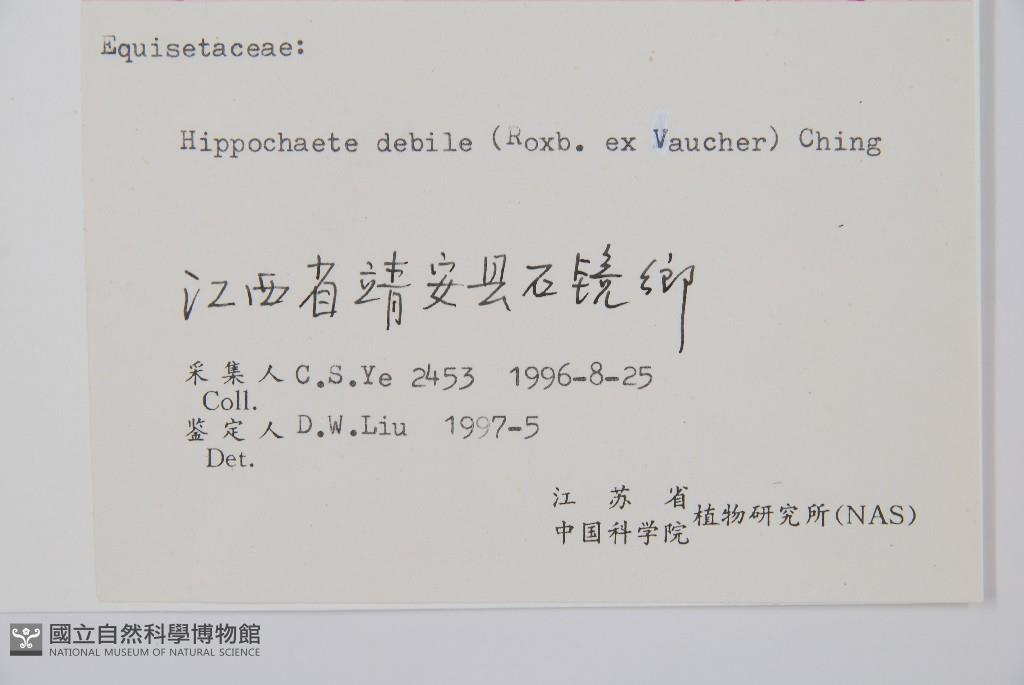 Equisetaceae:
Hippochaete debile (Roxb. ex Vaucher) Ching
江西省靖安县石镜鄉
采集人 C.S.Ye 2453 1996-8-25
Coll.
鉴定人 D.W.Liu 1997-5
Det.
江苏省
中国科学院
植物研究所(NAS)
國立自然科學博物館
NATIONAL MUSEUM OF NATURAL SCIENCE